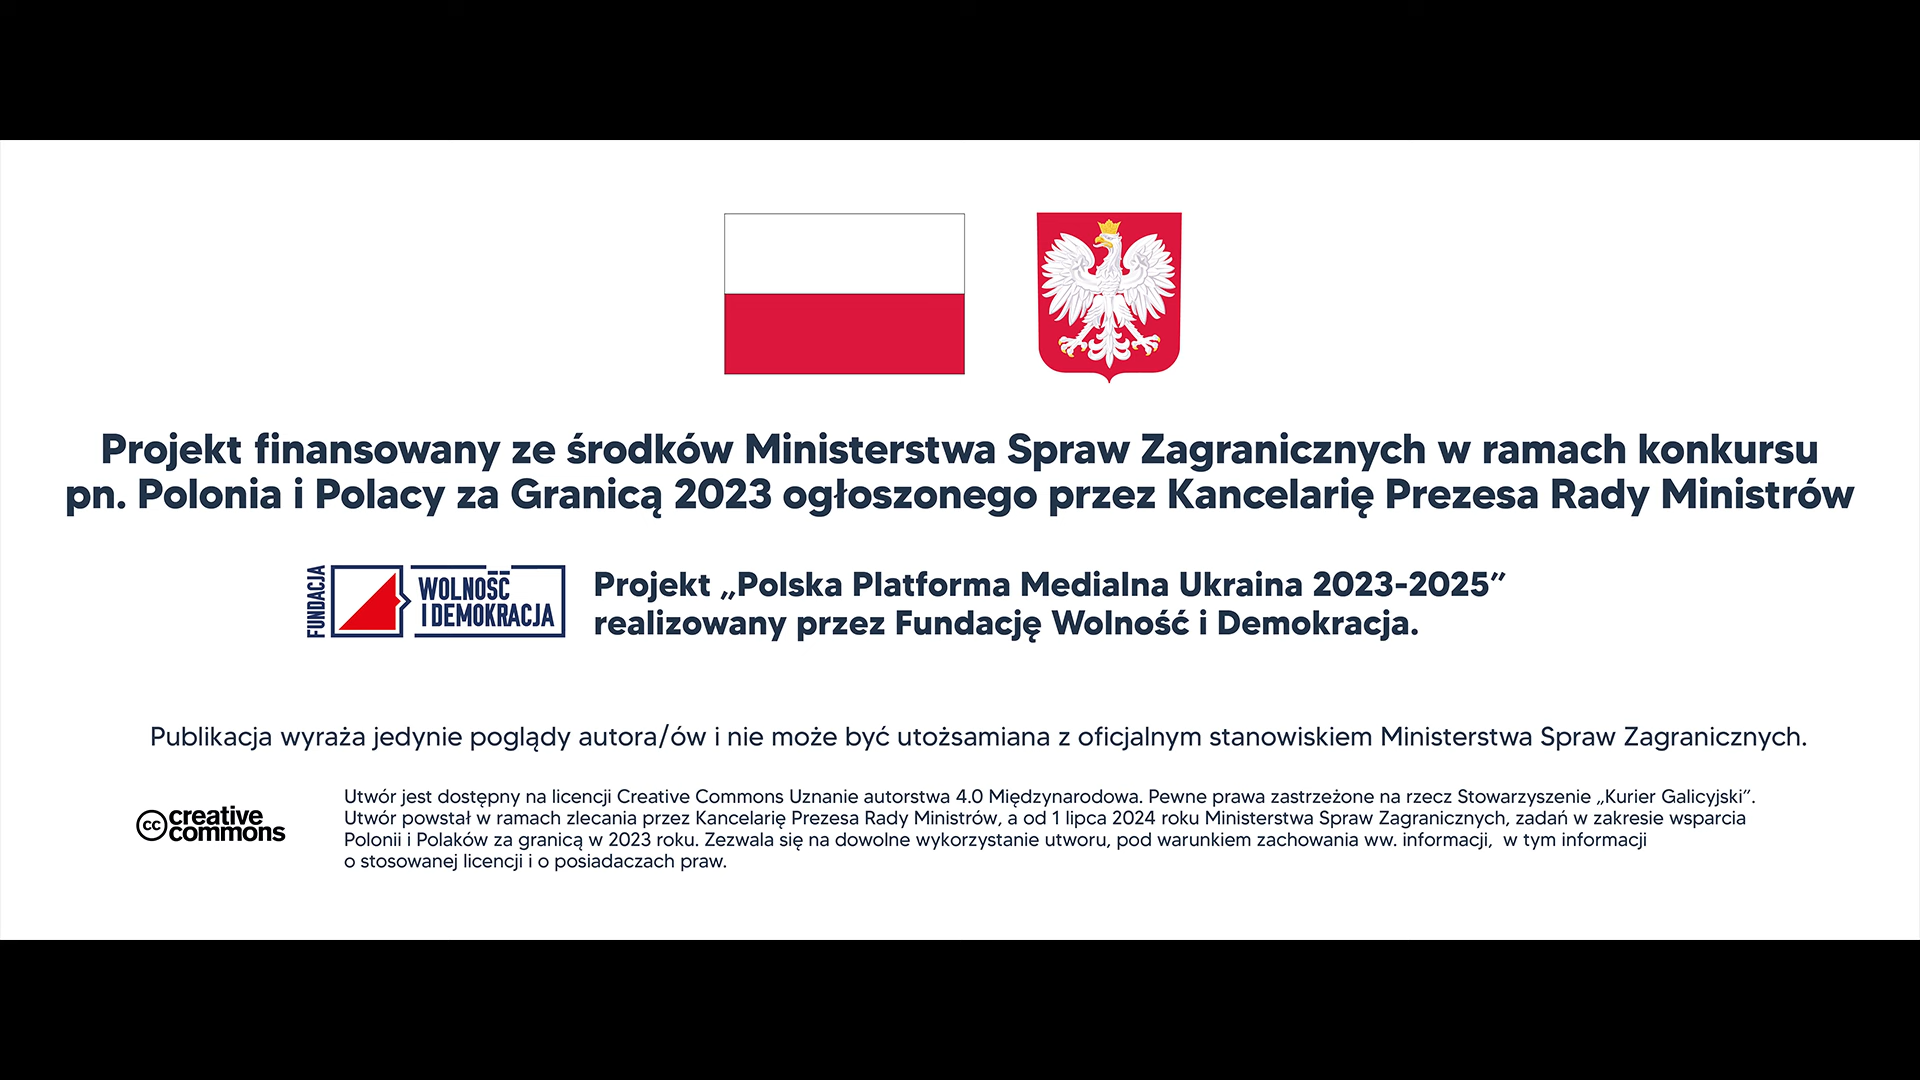 Projekt finansowany ze środków Ministerstwa Spraw Zagranicznych w ramach konkursu
pn. Polonia i Polacy za Granicą 2023 ogłoszonego przez Kancelarię Prezesa Rady Ministrów
FUNDACJA
WOLNOŚĆ
I DEMOKRACJA
Projekt „Polska Platforma Medialna Ukraina 2023-2025”
realizowany przez Fundację Wolność i Demokracja.
Publikacja wyraża jedynie poglądy autora/ów i nie może być utożsamiana z oficjalnym stanowiskiem Ministerstwa Spraw Zagranicznych.
cc creative
commons
Utwór jest dostępny na licencji Creative Commons Uznanie autorstwa 4.0 Międzynarodowa. Pewne prawa zastrzeżone na rzecz Stowarzyszenie „Kurier Galicyjski”.
Utwór powstał w ramach zlecania przez Kancelarię Prezesa Rady Ministrów, a od 1 lipca 2024 roku Ministerstwa Spraw Zagranicznych, zadań w zakresie wsparcia
Polonii i Polaków za granicą w 2023 roku. Zezwala się na dowolne wykorzystanie utworu, pod warunkiem zachowania ww. informacji, w tym informacji
o stosowanej licencji i o posiadaczach praw.